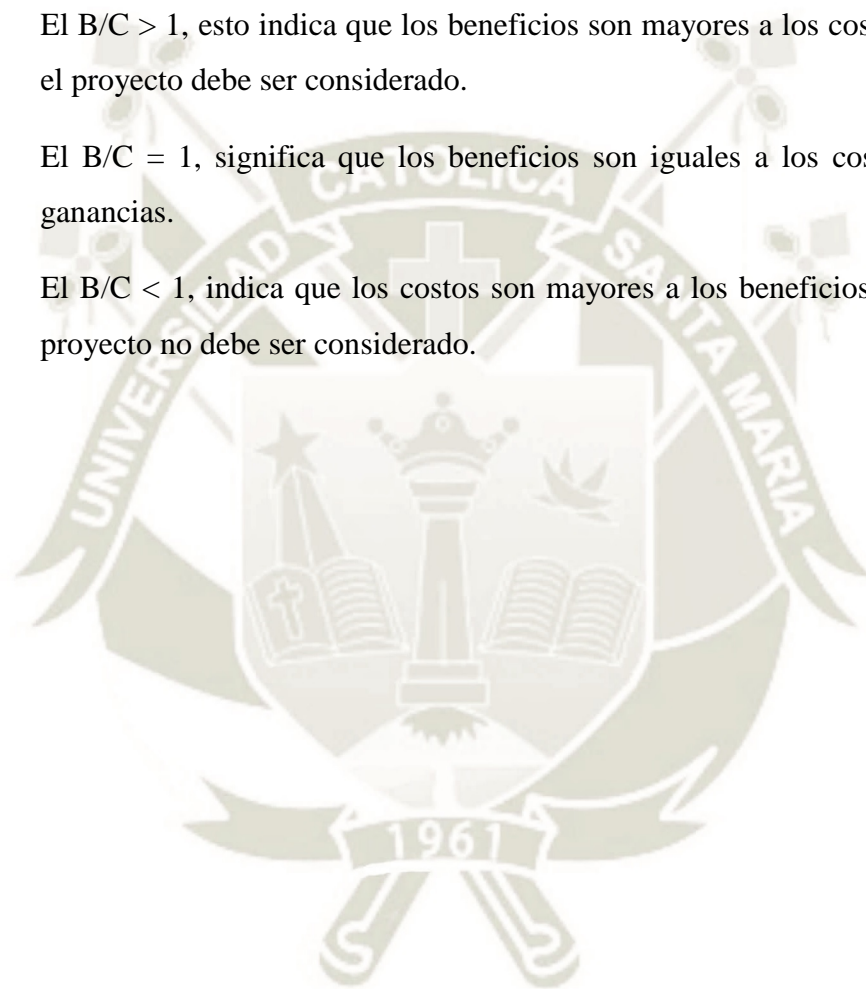 El B/C > 1, esto indica que los beneficios son mayores a los
el proyecto debe ser considerado.
El B/C = 1, significa que los beneficios son iguales a los
ganancias.
El B/C < 1, indica que los costos son mayores a los beneficios
proyecto no debe ser considerado.
UNIVERSIDAD CATOLICA SANTA MARIA
1961